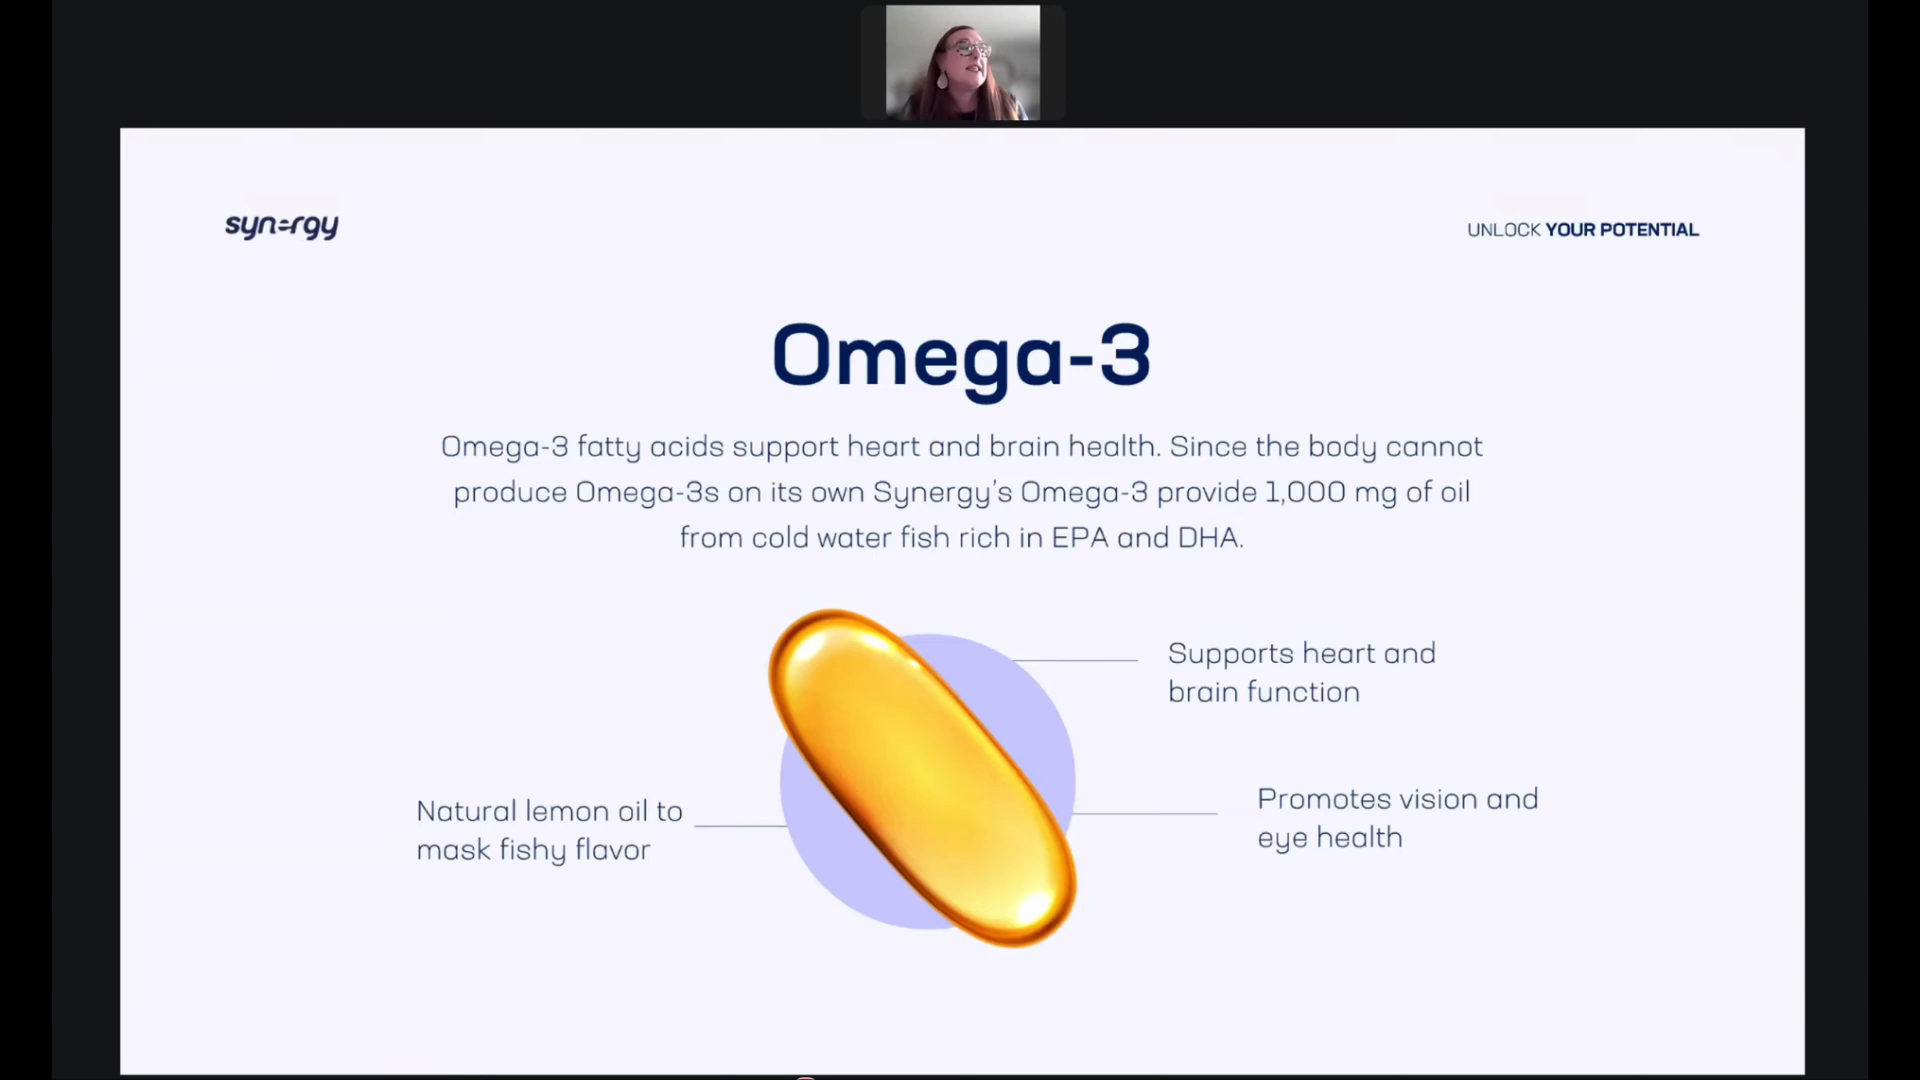 synergy
UNLOCK YOUR POTENTIAL
Omega-3
Omega-3 fatty acids support heart and brain health. Since the body cannot
produce Omega-3s on its own Synergy's Omega-3 provide 1,000 mg of oil
from cold water fish rich in EPA and DHA.
Supports heart and
brain function
Natural lemon oil to
mask fishy flavor
Promotes vision and
eye health